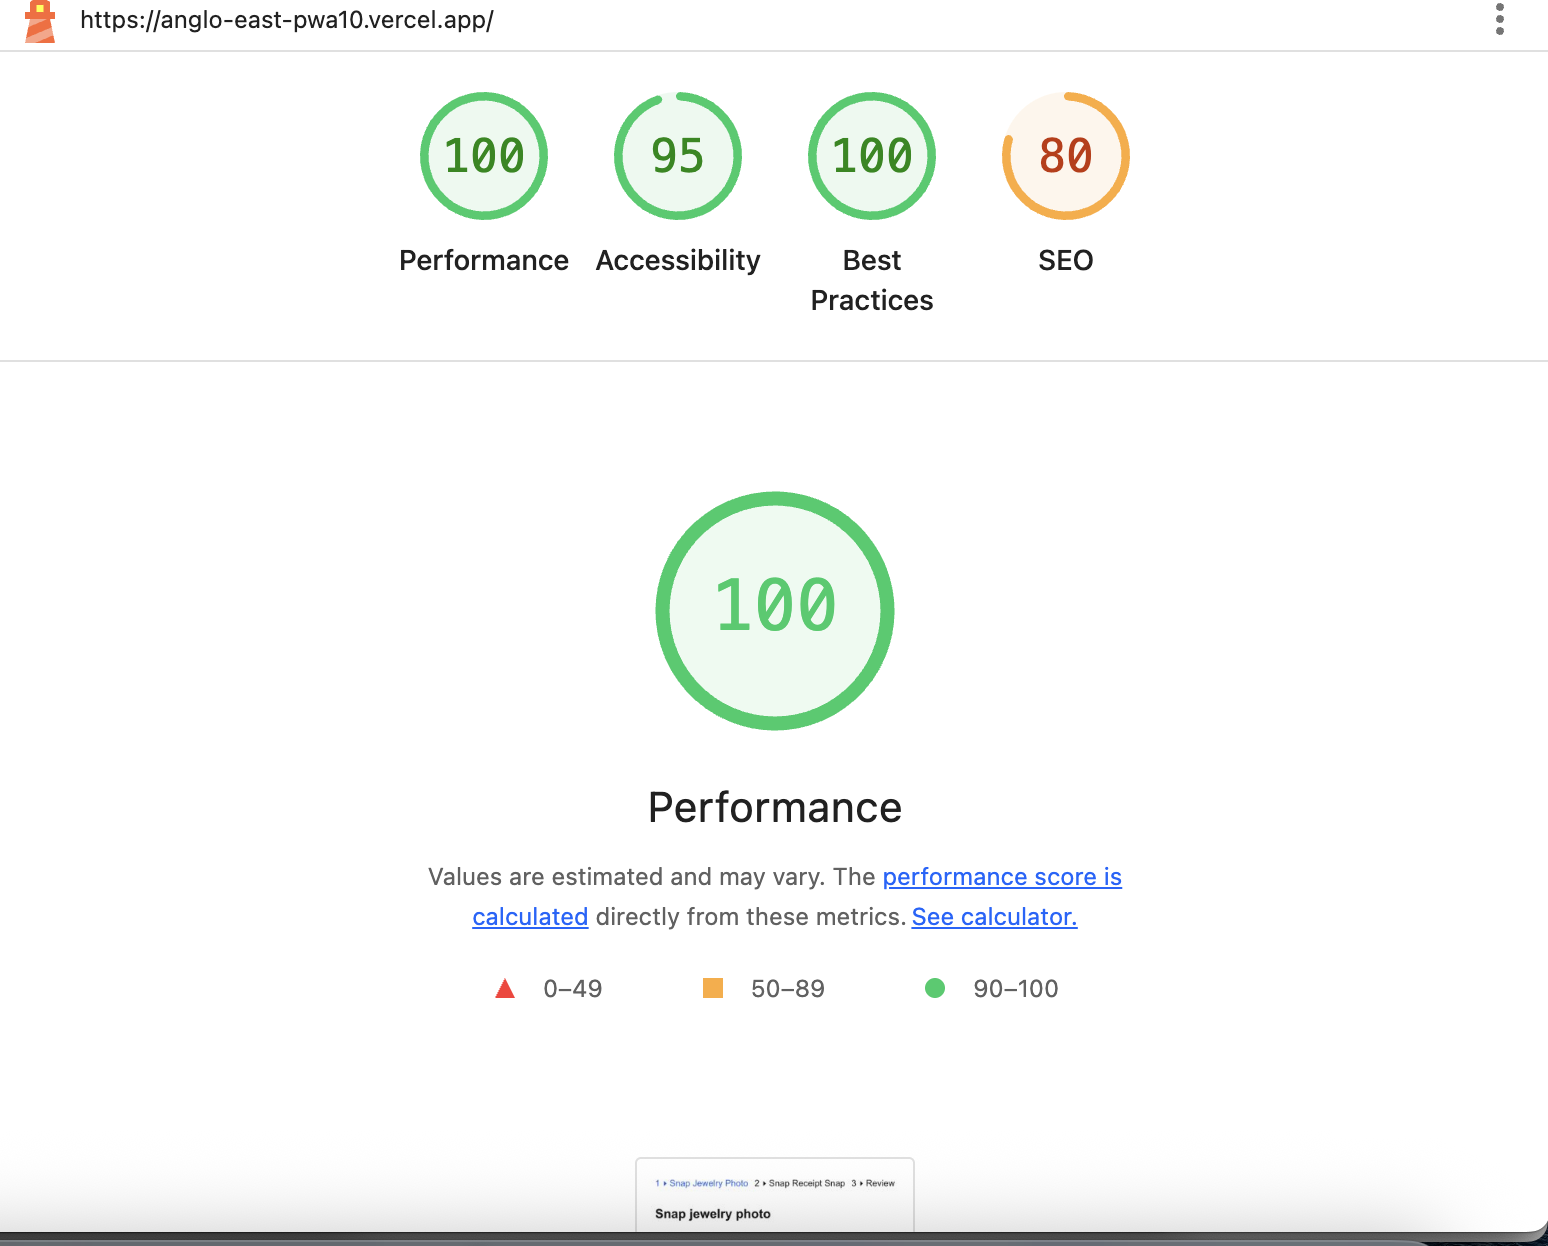 https://anglo-east-pwa10.vercel.app/
100
95
100
80
Performance
Accessibility
Best
Practices
SEO
100
Performance
Values are estimated and may vary. The performance score is
calculated directly from these metrics. See calculator.
0–49
50–89
90–100
1 ▸ Snap Jewelry Photo 2 ▸ Snap Receipt Snap 3 ▸ Review
Snap jewelry photo